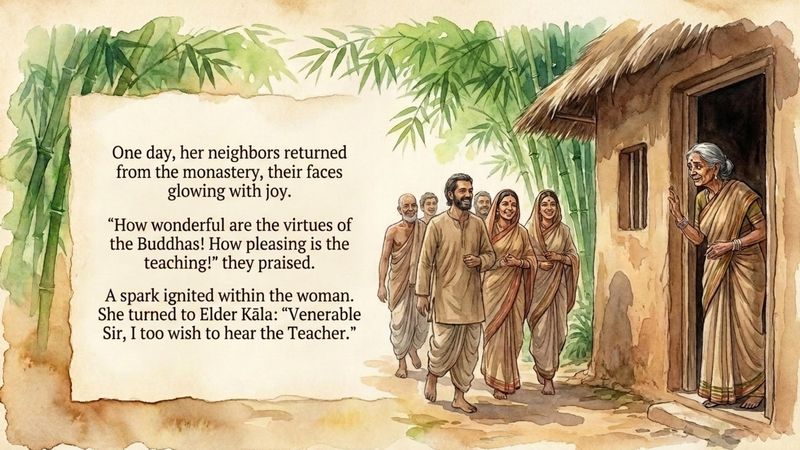 One day, her neighbors returned
from the monastery, their faces
glowing with joy.
“How wonderful are the virtues of
the Buddhas! How pleasing is the
teaching!” they praised.
A spark ignited within the woman.
She turned to Elder Kāla: “Venerable
Sir, I too wish to hear the Teacher.”